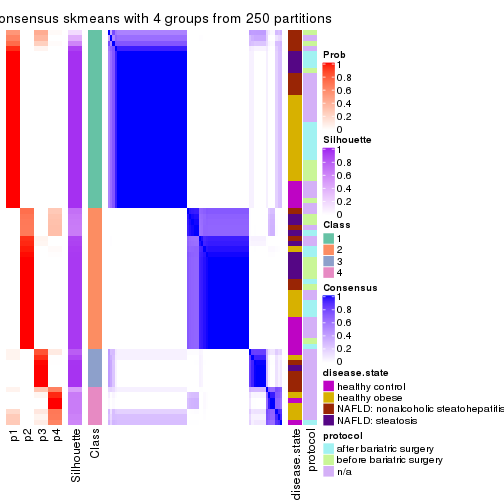 onsensus skmeans with 4 groups from 250 partitions
Prob
1
0.8
0.6
0.4
0.2
0
Silhouette
1
0.8
0.6
0.4
0.2
0
Class
1
2
3
4
Consensus
1
0.8
0.6
0.4
0.2
disease.state
healthy control
healthy obese
NAFLD: nonalcoholic steatohepatitis
NAFLD: steatosis
protocol
after bariatric surgery
before bariatric surgery
n/a
p1
p2
p3
p4
Silhouette
Class
disease.state
protocol